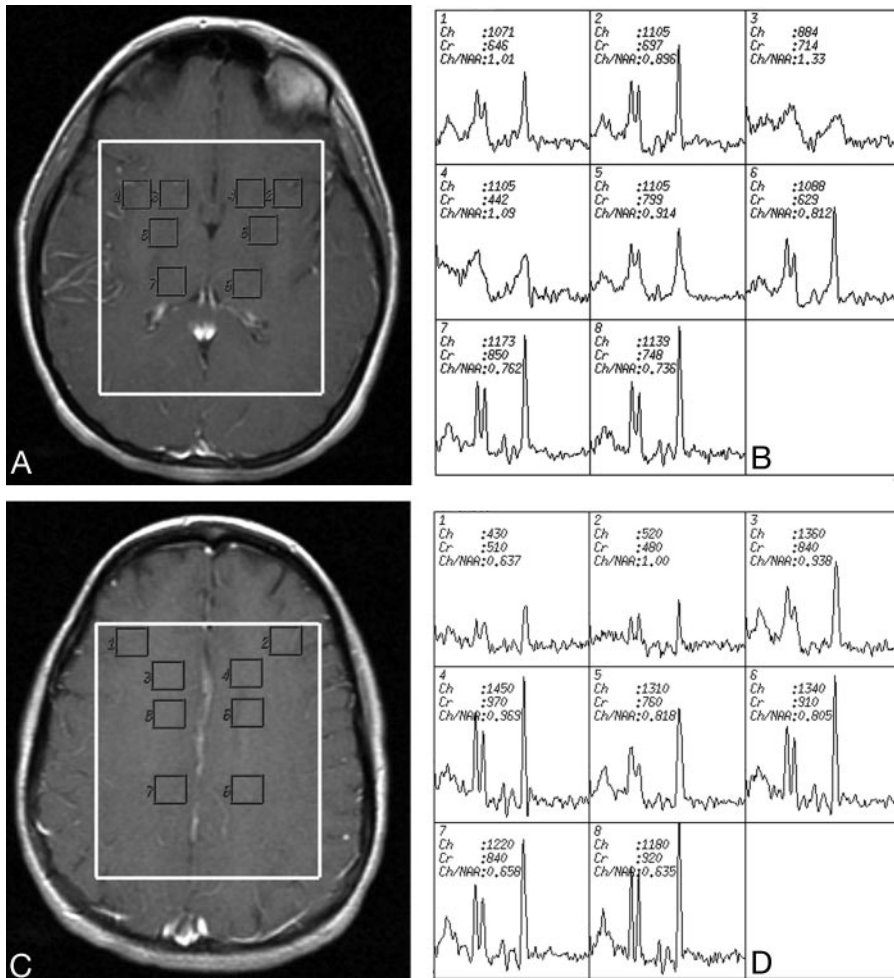 A
7
1
Ch :1071
Cr :646
Ch/NAA:1.01
2
Ch :1105
Cr :697
Ch/NAA:0.896
3
Ch :884
Cr :714
Ch/NAA:1.33
4
Ch :1105
Cr :442
Ch/NAA:1.09
5
Ch :1105
Cr :799
Ch/NAA:0.914
6
Ch :1088
Cr :629
Ch/NAA:0.812
7
Ch :1173
Cr :850
Ch/NAA:0.762
8
Ch :1139
Cr :748
Ch/NAA:0.736
B
1 2
3 4
7
C
1
Ch :430
Cr :510
Ch/NAA:0.637
2
Ch :520
Cr :480
Ch/NAA:1.00
3
Ch :1360
Cr :840
Ch/NAA:0.938
4
Ch :1450
Cr :970
Ch/NAA:0.969
5
Ch :1310
Cr :760
Ch/NAA:0.818
6
Ch :1340
Cr :910
Ch/NAA:0.805
7
Ch :1220
Cr :840
Ch/NAA:0.658
8
Ch :1180
Cr :920
Ch/NAA:0.635
D